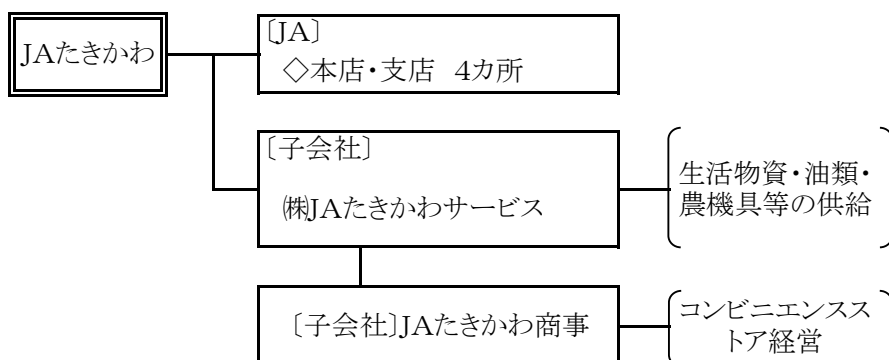 JAたきかわ
〔JA〕
◇本店・支店 4カ所
〔子会社〕
㈱JAたきかわサービス
生活物資・油類・
農機具等の供給
〔子会社〕JAたきかわ商事
コンビニエンスス
トア経営